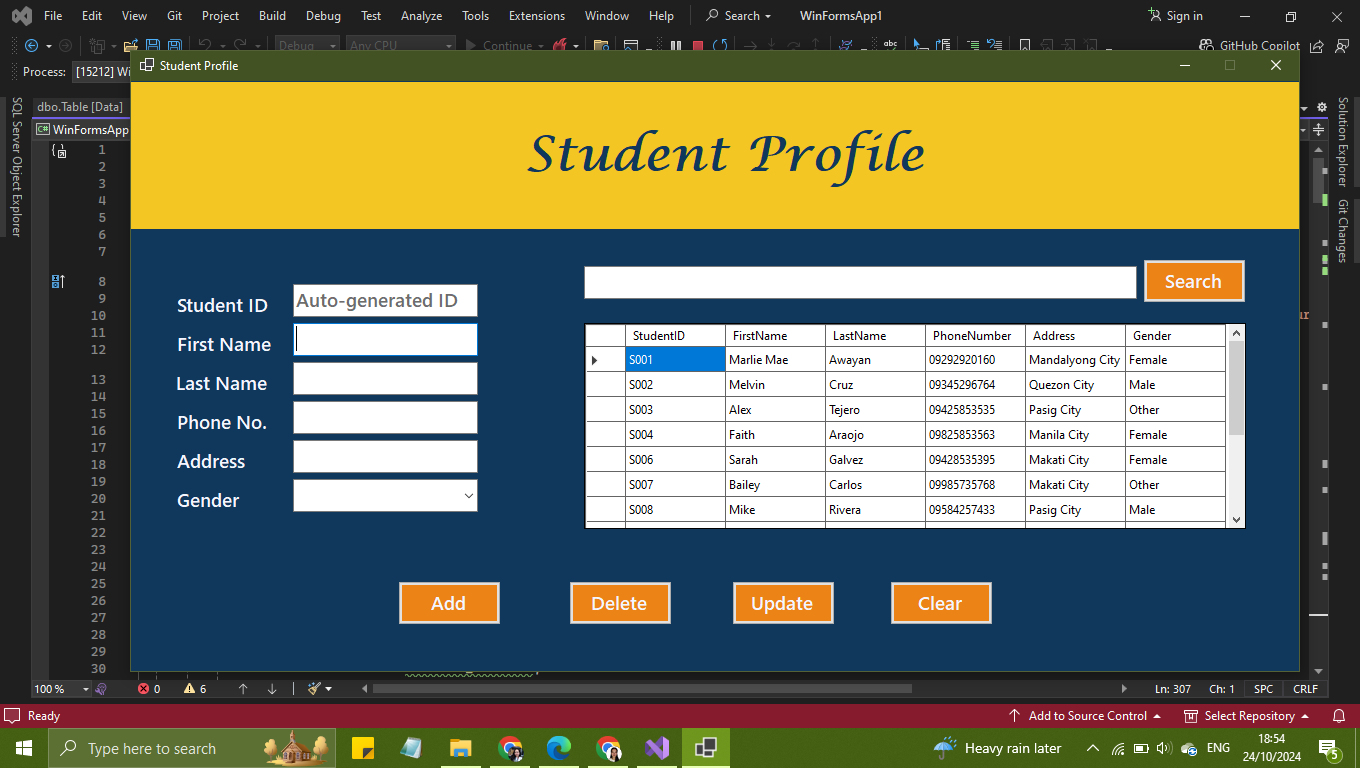 File Edit View Git Project Build Debug Test Analyze Tools Extensions Window Help Search WinFormsApp1 Sign in
Debug Any CPU Continue GitHub Copilot
Process: [15212] Wi
Student Profile
dbo.Table [Data]
WinFormsApp
SQL Server Object Explorer
Solution Explorer
Git Changes
Student Profile
Student ID Auto-generated ID
First Name
Last Name
Phone No.
Address
Gender
Search
StudentID FirstName LastName PhoneNumber Address Gender
S001 Marlie Mae Awayan 09292920160 Mandalyong City Female
S002 Melvin Cruz 09345296764 Quezon City Male
S003 Alex Tejero 09425853535 Pasig City Other
S004 Faith Araojo 09825853563 Manila City Female
S006 Sarah Galvez 09428535395 Makati City Female
S007 Bailey Carlos 09985735768 Makati City Other
S008 Mike Rivera 09584257433 Pasig City Male
Add Delete Update Clear
1
2
3
4
5
6
7
8
9
10
11
12
13
14
15
16
17
18
19
20
21
22
23
24
25
26
27
28
29
30
100 % 0 6 Ln: 307 Ch: 1 SPC CRLF
Ready Add to Source Control Select Repository
Type here to search Heavy rain later ENG 18:54
24/10/2024 5